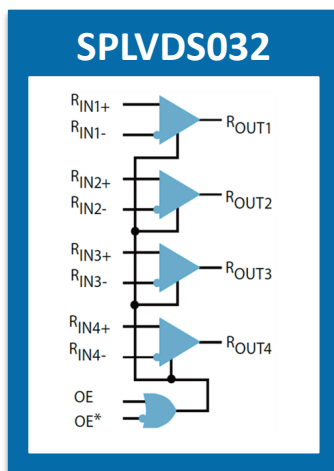 SPLVDS032
RIN1+
RIN1-
ROUT1
RIN2+
RIN2-
ROUT2
RIN3+
RIN3-
ROUT3
RIN4+
RIN4-
ROUT4
OE
OE*